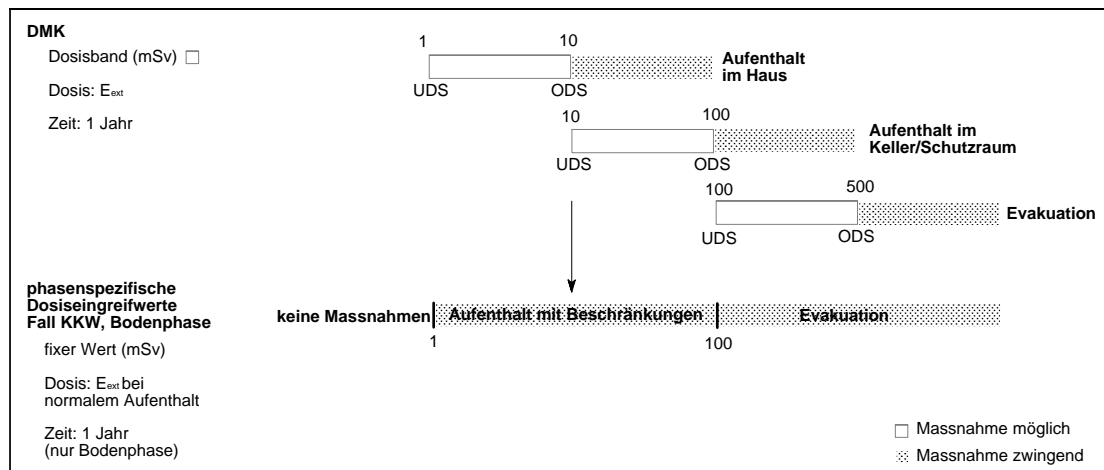 DMK
Dosisband (mSv)
Dosis: Eext
Zeit: 1 Jahr
1 10
Aufenthalt
im Haus
UDS ODS
10 100
Aufenthalt im
Keller/Schutzraum
UDS ODS
100 500
Evakuation
UDS ODS
phasenspezifische
Dosiseingreifwerte
Fall KKW, Bodenphase
fixer Wert (mSv)
Dosis: Eext bei
normalem Aufenthalt
Zeit: 1 Jahr
(nur Bodenphase)
keine Massnahmen Aufenthalt mit Beschränkungen Evakuation
1 100
Massnahme möglich
Massnahme zwingend